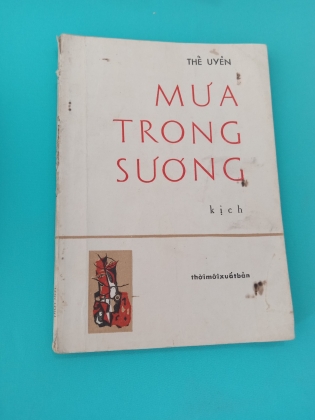 THẾ UYÊN
MƯA
TRONG
SƯƠNG
kịch
thờimớixuấtbản